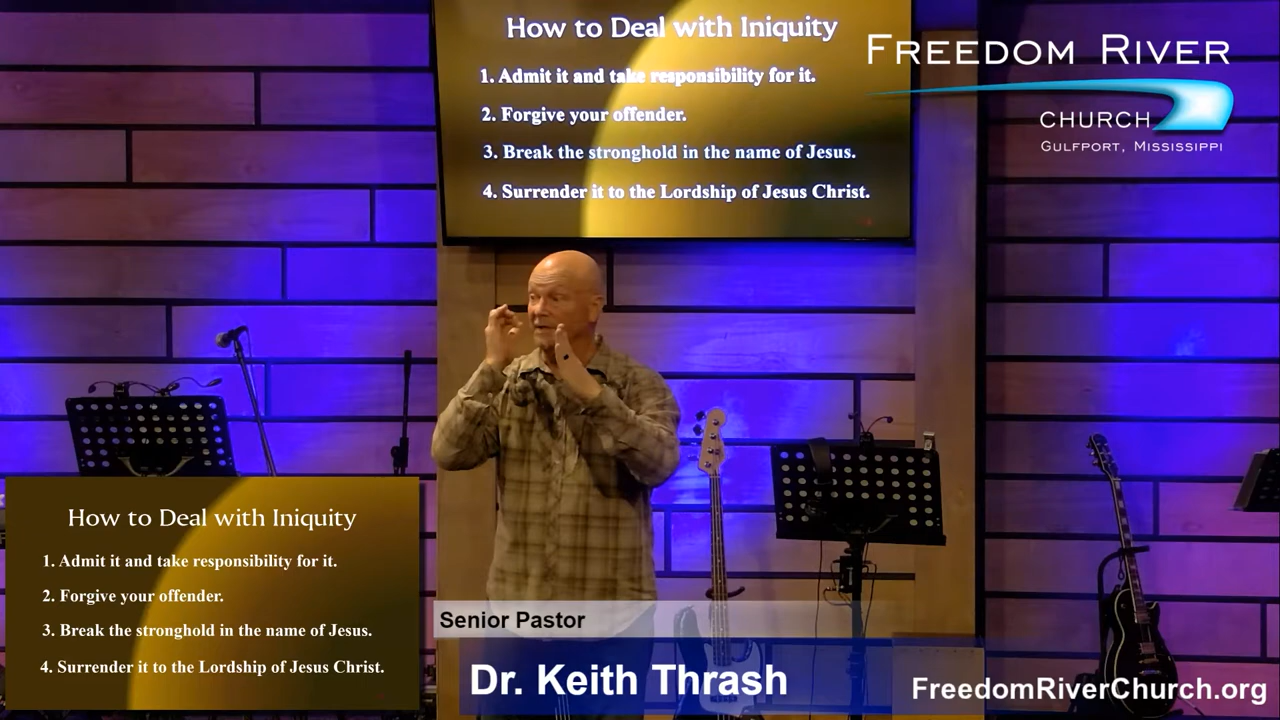 How to Deal with Iniquity
1. Admit it and take responsibility for it.
2. Forgive your offender.
3. Break the stronghold in the name of Jesus.
4. Surrender it to the Lordship of Jesus Christ.
FREEDOM RIVER
CHURCH
GULFPORT, MISSISSIPPI
How to Deal with Iniquity
1. Admit it and take responsibility for it.
2. Forgive your offender.
3. Break the stronghold in the name of Jesus.
4. Surrender it to the Lordship of Jesus Christ.
Senior Pastor
Dr. Keith Thrash
FreedomRiverChurch.org